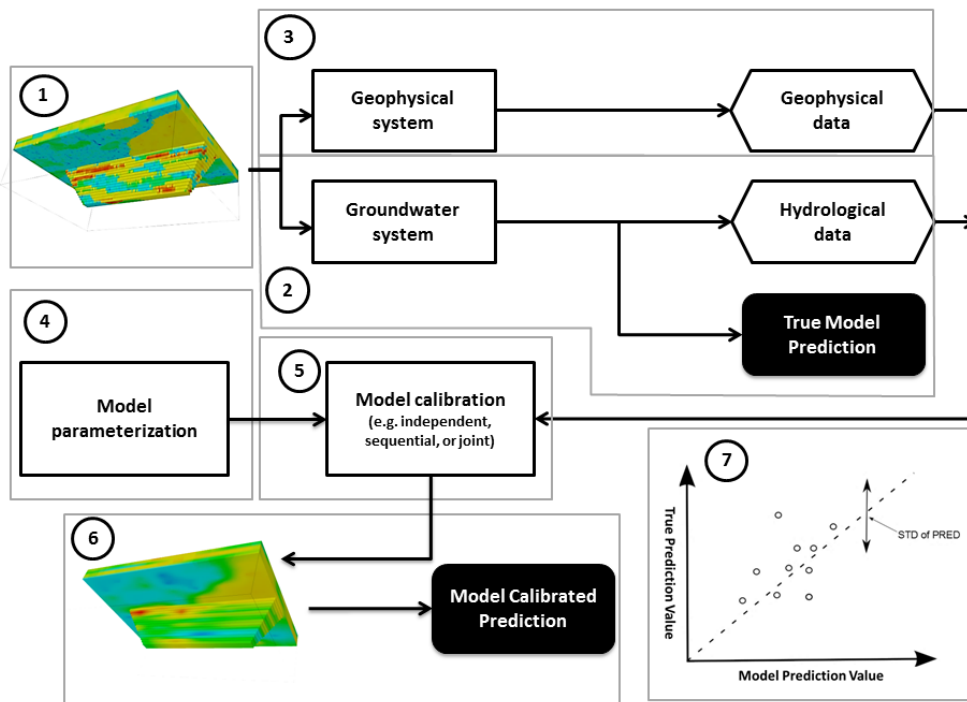 3
1
Geophysical
system
Geophysical
data
Groundwater
system
Hydrological
data
2
True Model
Prediction
4
Model
parameterization
5
Model calibration
(e.g. independent,
sequential, or joint)
6
Model Calibrated
Prediction
7
True Prediction Value
STD of PRED
Model Prediction Value